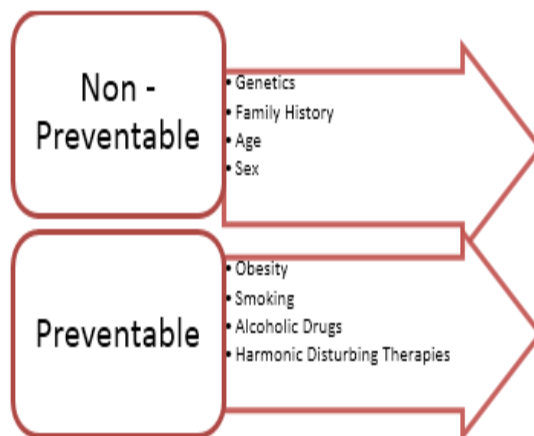 Non -
Preventable
• Genetics
• Family History
• Age
• Sex
Preventable
• Obesity
• Smoking
• Alcoholic Drugs
• Harmonic Disturbing Therapies